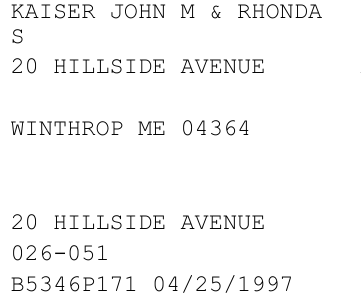 KAISER JOHN M & RHONDA
S
20 HILLSIDE AVENUE
WINTHROP ME 04364
20 HILLSIDE AVENUE
026-051
B5346P171 04/25/1997